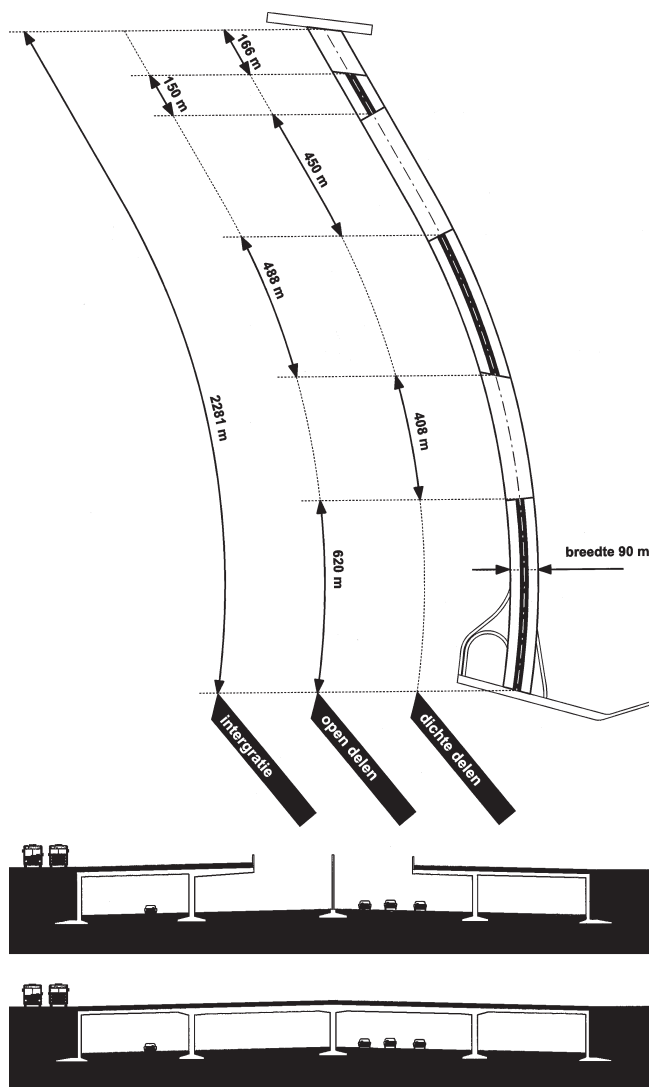 166 m
150 m
450 m
488 m
2281 m
408 m
breedte 90 m
620 m
intergratie
open delen
dichte delen